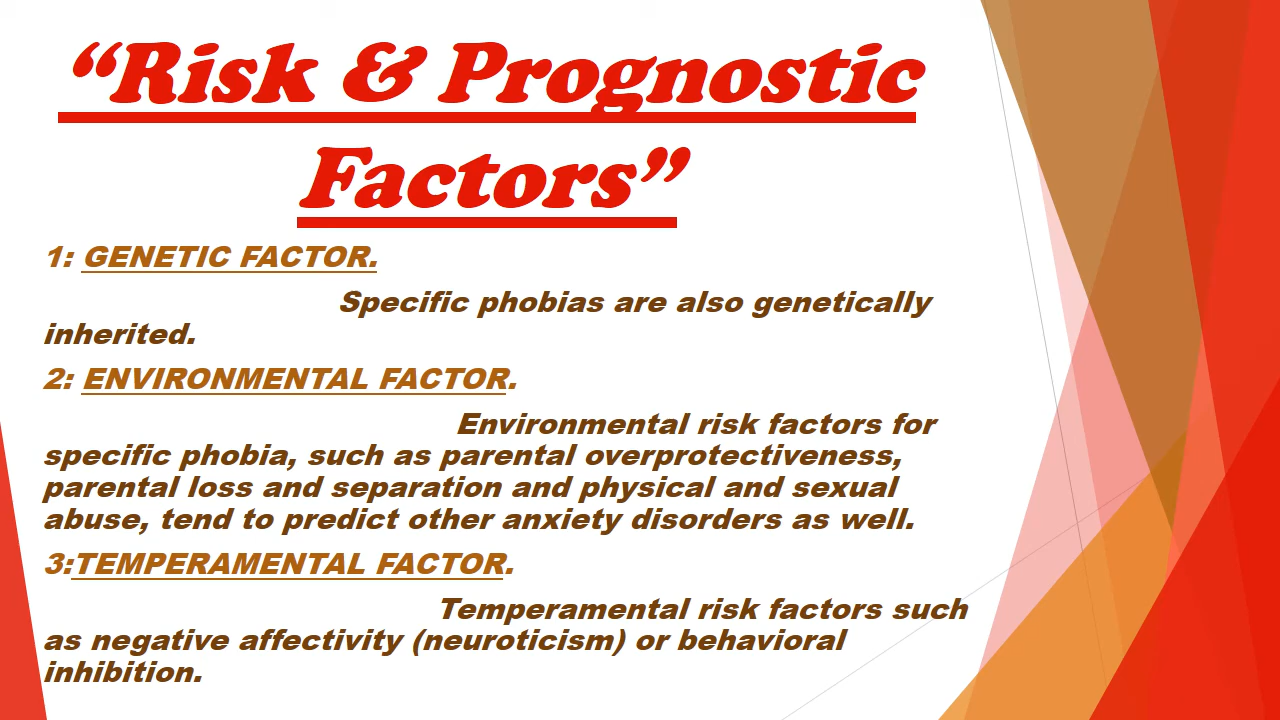 “Risk & Prognostic
Factors”
1: GENETIC FACTOR.
Specific phobias are also genetically
inherited.
2: ENVIRONMENTAL FACTOR.
Environmental risk factors for
specific phobia, such as parental overprotectiveness,
parental loss and separation and physical and sexual
abuse, tend to predict other anxiety disorders as well.
3:TEMPERAMENTAL FACTOR.
Temperamental risk factors such
as negative affectivity (neuroticism) or behavioral
inhibition.